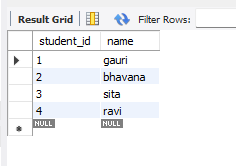 Result Grid Filter Rows:
student_id name
1 gauri
2 bhavana
3 sita
4 ravi
NULL NULL